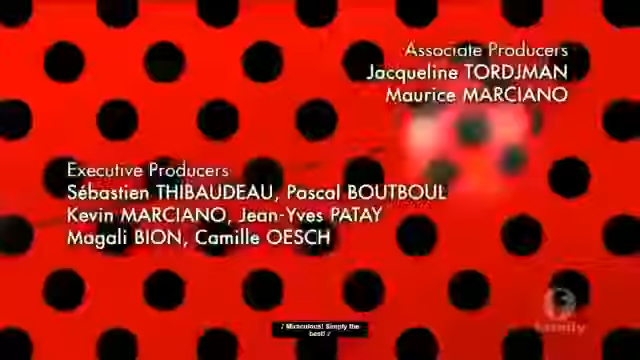 Associate Producers
Jacqueline TORDJMAN
Maurice MARCIANO
Executive Producers
Sébastien THIBAUDEAU, Pascal BOUTBOUL
Kevin MARCIANO, Jean-Yves PATAY
Magali BION, Camille OESCH
♪ Miraculous! Simply the
best! ♪
family